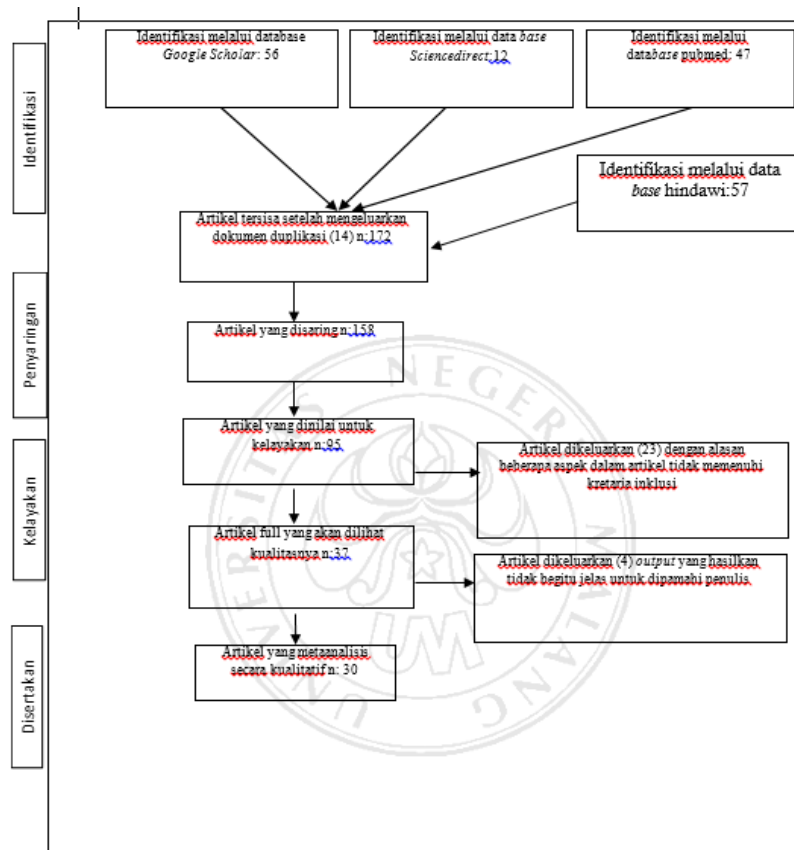 Identifikasi
Identifikasi melalui database
Google Scholar: 56
Identifikasi melalui data base
Sciencedirect:12
Identifikasi melalui
database pubmed: 47
Identifikasi melalui data
base hindawi:57
Artikel tersisa setelah mengeluarkan
dokumen duplikasi (14) n:172
Penyaringan
Artikel yang disaring n:158
Kelayakan
Artikel yang dinilai untuk
kelayakan n:95
Artikel dikeluarkan (23) dengan alasan
beberapa aspek dalam artikel tidak memenuhi
kretaria inklusi
Artikel full yang akan dilihat
kualitasnya n:37
Artikel dikeluarkan (4) output yang hasilkan
tidak begitu jelas untuk dipamahi penulis
Disertakan
Artikel yang metaanalisis
secara kualitatif n: 30
UNIVERSITAS NEGERI MALANG
UM